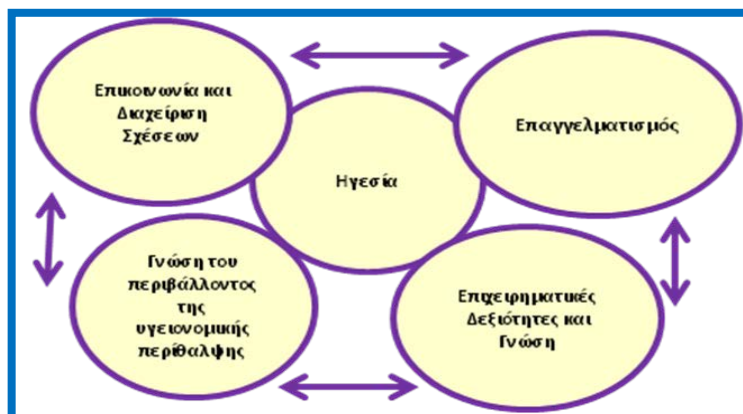 Επικοινωνία και
Διαχείριση
Σχέσεων
Επαγγελματισμός
Ηγεσία
Γνώση του
περιβάλλοντος
της
υγειονομικής
περίθαλψης
Επιχειρηματικές
Δεξιότητες και
Γνώση